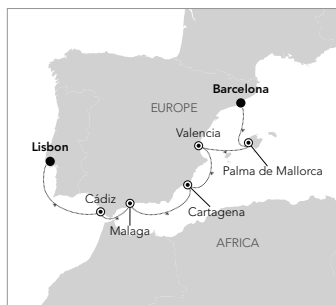 Barcelona
EUROPE
Valencia
Lisbon
Palma de Mallorca
Cádiz
Cartagena
Malaga
AFRICA